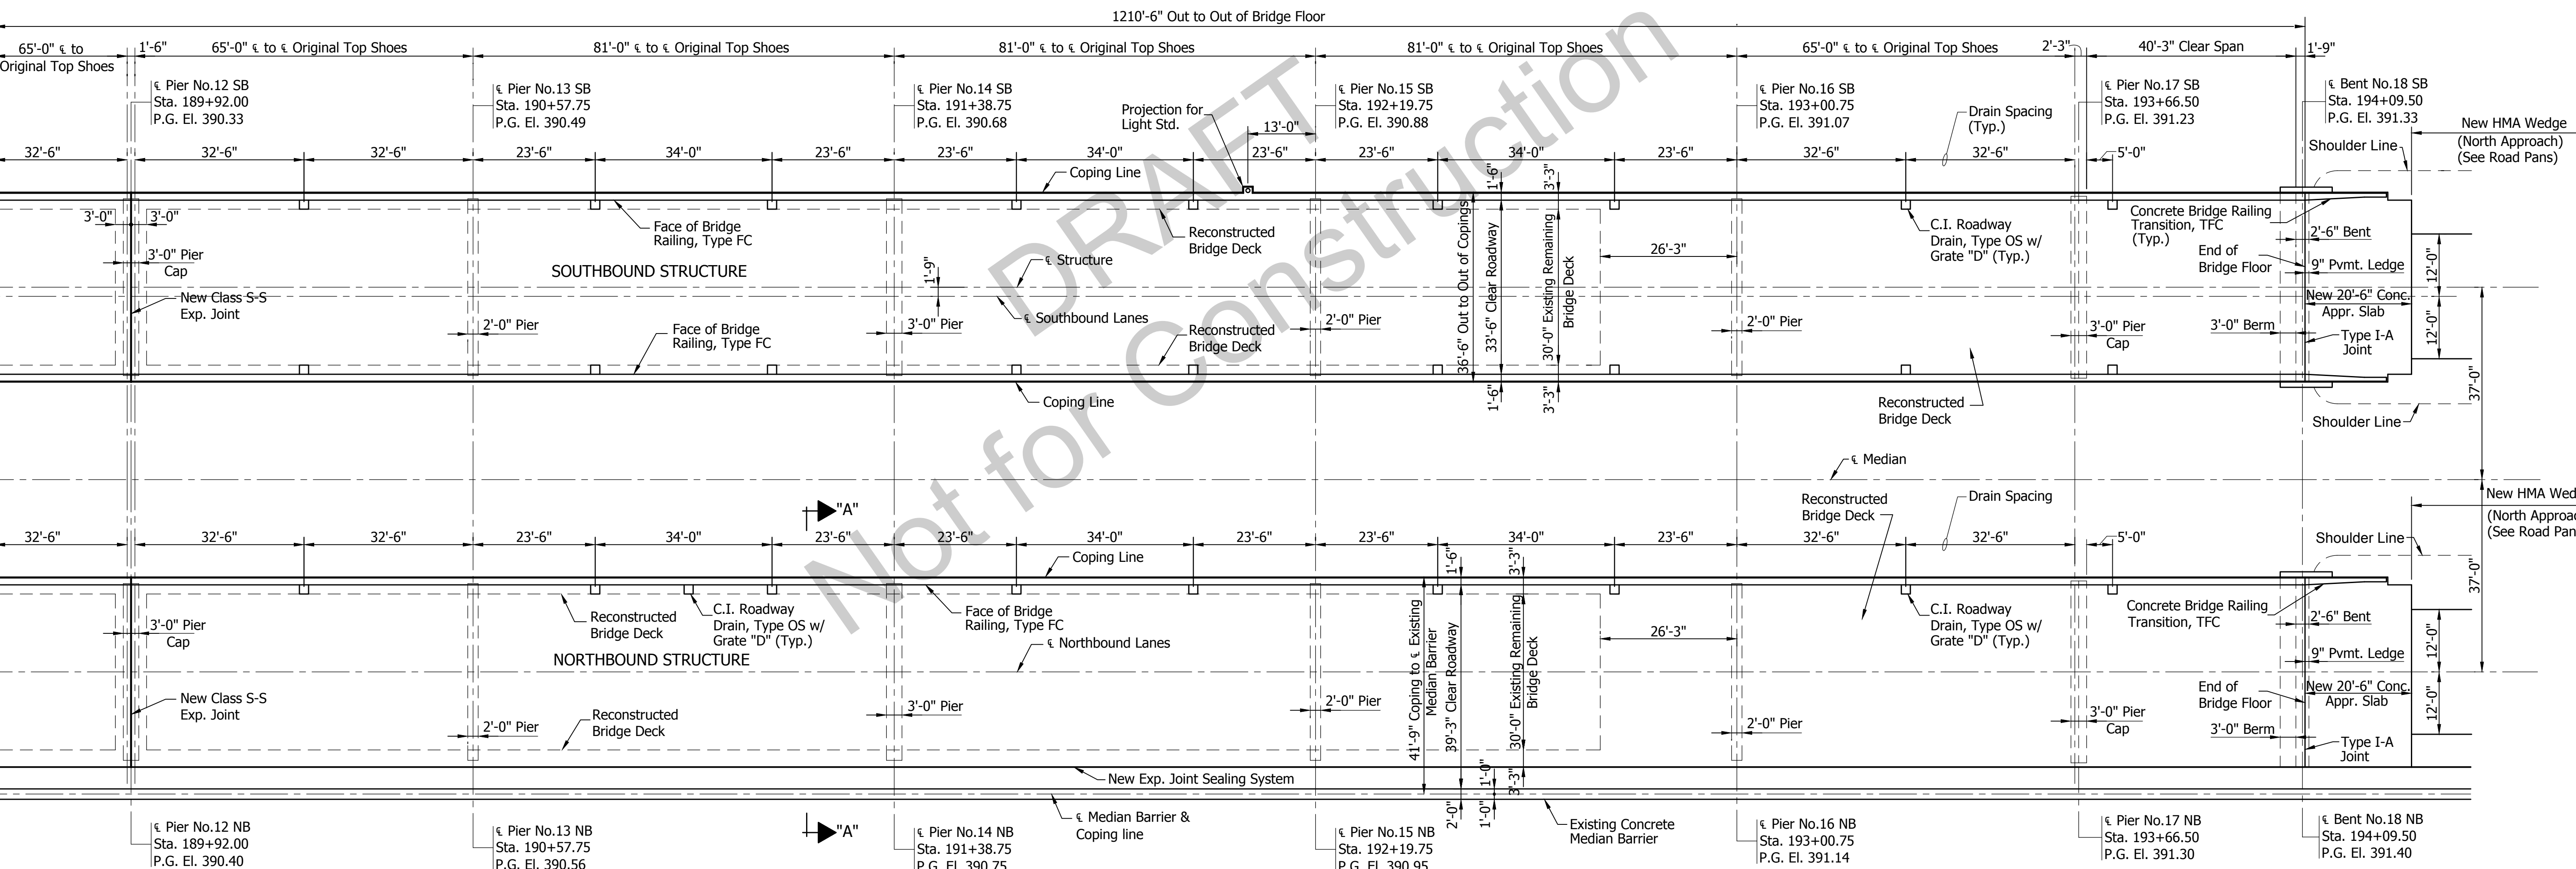 1210'-6" Out to Out of Bridge Floor
65'-0" ℄ to
Original Top Shoes
1'-6"
65'-0" ℄ to ℄ Original Top Shoes
81'-0" ℄ to ℄ Original Top Shoes
81'-0" ℄ to ℄ Original Top Shoes
81'-0" ℄ to ℄ Original Top Shoes
65'-0" ℄ to ℄ Original Top Shoes
2'-3"
40'-3" Clear Span
1'-9"
℄ Pier No.12 SB
Sta. 189+92.00
P.G. El. 390.33
℄ Pier No.13 SB
Sta. 190+57.75
P.G. El. 390.49
℄ Pier No.14 SB
Sta. 191+38.75
P.G. El. 390.68
Projection for
Light Std.
13'-0"
℄ Pier No.15 SB
Sta. 192+19.75
P.G. El. 390.88
℄ Pier No.16 SB
Sta. 193+00.75
P.G. El. 391.07
Drain Spacing
(Typ.)
℄ Pier No.17 SB
Sta. 193+66.50
P.G. El. 391.23
℄ Bent No.18 SB
Sta. 194+09.50
P.G. El. 391.33
New HMA Wedge
(North Approach)
(See Road Pans)
Shoulder Line
32'-6"
32'-6"
32'-6"
23'-6"
34'-0"
23'-6"
23'-6"
34'-0"
23'-6"
23'-6"
34'-0"
23'-6"
32'-6"
32'-6"
5'-0"
Coping Line
1'-6"
3'-3"
3'-0"
3'-0"
3'-0" Pier
Cap
Face of Bridge
Railing, Type FC
SOUTHBOUND STRUCTURE
New Class S-S
Exp. Joint
2'-0" Pier
Face of Bridge
Railing, Type FC
1'-9"
℄ Structure
℄ Southbound Lanes
3'-0" Pier
Reconstructed
Bridge Deck
Reconstructed
Bridge Deck
2'-0" Pier
36'-6" Out to Out of Copings
33'-6" Clear Roadway
30'-0" Existing Remaining
Bridge Deck
26'-3"
2'-0" Pier
C.I. Roadway
Drain, Type OS w/
Grate "D" (Typ.)
Concrete Bridge Railing
Transition, TFC
(Typ.)
End of
Bridge Floor
2'-6" Bent
9" Pvmt. Ledge
New 20'-6" Conc.
Appr. Slab
12'-0"
12'-0"
3'-0" Pier
Cap
3'-0" Berm
Type I-A
Joint
1'-6"
3'-3"
Coping Line
Reconstructed
Bridge Deck
Shoulder Line
37'-0"
DRAFT
Not for Construction
℄ Median
"A"
Reconstructed
Bridge Deck
Drain Spacing
New HMA Wed
(North Approac
(See Road Pan
Shoulder Line
32'-6"
32'-6"
32'-6"
23'-6"
34'-0"
23'-6"
23'-6"
34'-0"
23'-6"
23'-6"
34'-0"
23'-6"
32'-6"
32'-6"
5'-0"
37'-0"
Coping Line
1'-6"
3'-3"
3'-0" Pier
Cap
Reconstructed
Bridge Deck
C.I. Roadway
Drain, Type OS w/
Grate "D" (Typ.)
Face of Bridge
Railing, Type FC
NORTHBOUND STRUCTURE
℄ Northbound Lanes
New Class S-S
Exp. Joint
2'-0" Pier
Reconstructed
Bridge Deck
3'-0" Pier
2'-0" Pier
41'-9" Coping to ℄ Existing
Median Barrier
39'-3" Clear Roadway
30'-0" Existing Remaining
Bridge Deck
26'-3"
2'-0" Pier
C.I. Roadway
Drain, Type OS w/
Grate "D" (Typ.)
Concrete Bridge Railing
Transition, TFC
2'-6" Bent
9" Pvmt. Ledge
End of
Bridge Floor
New 20'-6" Conc.
Appr. Slab
12'-0"
12'-0"
3'-0" Pier
Cap
3'-0" Berm
Type I-A
Joint
New Exp. Joint Sealing System
1'-0"
3'-3"
2'-0"
1'-0"
"A"
℄ Median Barrier &
Coping line
Existing Concrete
Median Barrier
℄ Pier No.12 NB
Sta. 189+92.00
P.G. El. 390.40
℄ Pier No.13 NB
Sta. 190+57.75
P.G. El. 390.56
℄ Pier No.14 NB
Sta. 191+38.75
P.G. El. 390.75
℄ Pier No.15 NB
Sta. 192+19.75
P.G. El. 390.95
℄ Pier No.16 NB
Sta. 193+00.75
P.G. El. 391.14
℄ Pier No.17 NB
Sta. 193+66.50
P.G. El. 391.30
℄ Bent No.18 NB
Sta. 194+09.50
P.G. El. 391.40